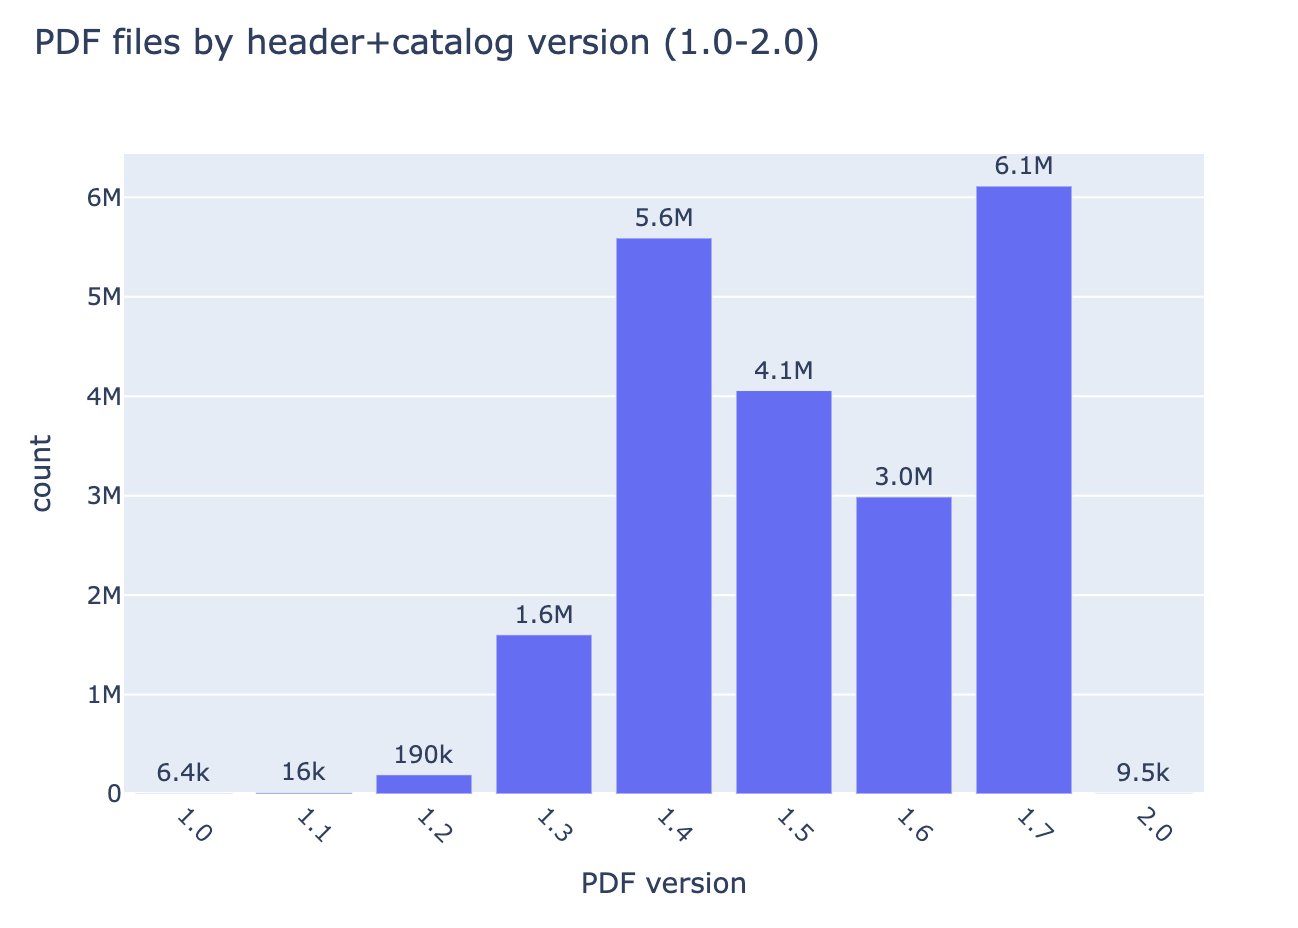 PDF files by header+catalog version (1.0-2.0)
6.1M
6M
5.6M
5M
4.1M
4M
count
3.0M
3M
2M
1.6M
1M
190k
6.4k
16k
9.5k
0
1.0
1.1
1.2
1.3
1.4
1.5
1.6
1.7
2.0
PDF version